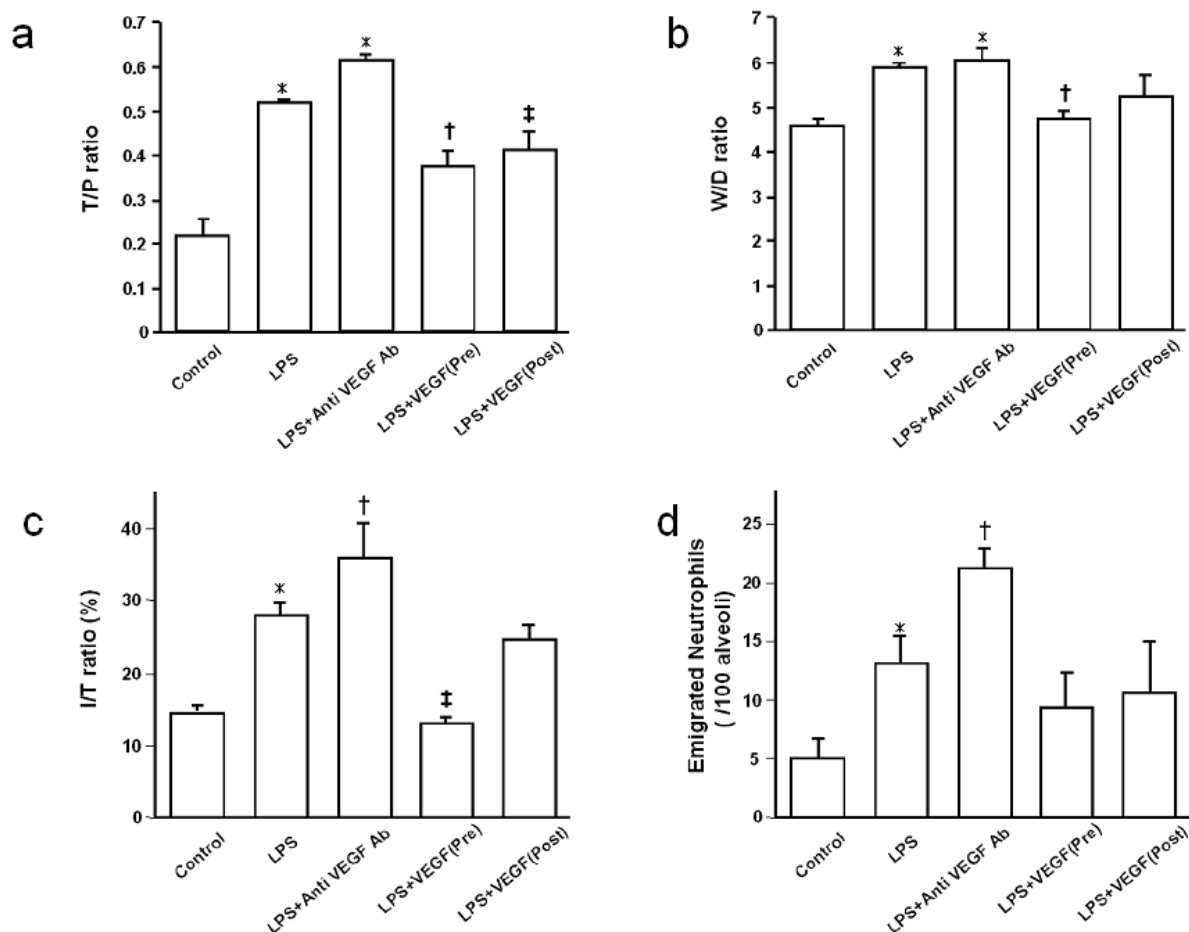 a
T/P ratio
0.7
0.6
0.5
0.4
0.3
0.2
0.1
0
*
*
†
‡
Control
LPS
LPS+Anti VEGF Ab
LPS+VEGF(Pre)
LPS+VEGF(Post)
b
W/D ratio
7
6
5
4
3
2
1
0
*
*
†
Control
LPS
LPS+Anti VEGF Ab
LPS+VEGF(Pre)
LPS+VEGF(Post)
c
I/T ratio (%)
40
30
20
10
0
*
†
‡
Control
LPS
LPS+Anti VEGF Ab
LPS+VEGF(Pre)
LPS+VEGF(Post)
d
Emigrated Neutrophils
( /100 alveoli)
25
20
15
10
5
0
*
†
Control
LPS
LPS+Anti VEGF Ab
LPS+VEGF(Pre)
LPS+VEGF(Post)